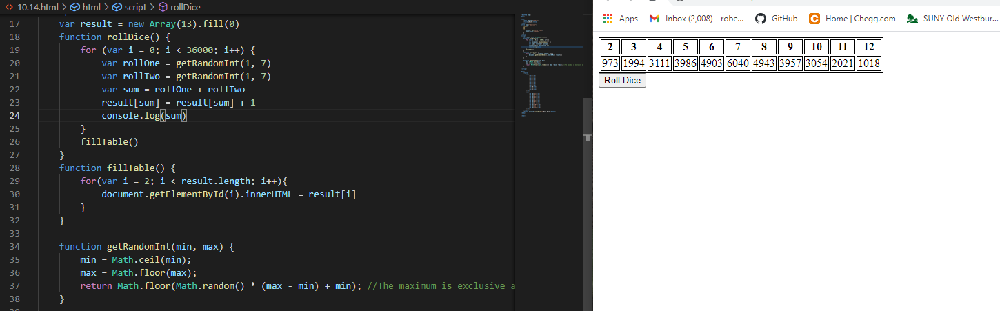 10.14.html > html > script > rollDice
17 var result = new Array(13).fill(0)
18 function rollDice() {
19 for (var i = 0; i < 36000; i++) {
20 var rollOne = getRandomInt(1, 7)
21 var rollTwo = getRandomInt(1, 7)
22 var sum = rollOne + rollTwo
23 result[sum] = result[sum] + 1
24 console.log(sum)
25 }
26 fillTable()
27 }
28 function fillTable() {
29 for(var i = 2; i < result.length; i++){
30 document.getElementById(i).innerHTML = result[i]
31 }
32 }
33
34 function getRandomInt(min, max) {
35 min = Math.ceil(min);
36 max = Math.floor(max);
37 return Math.floor(Math.random() * (max - min) + min); //The maximum is exclusive a
38 }
Apps Inbox (2,008) - robe... GitHub Home | Chegg.com SUNY Old Westbur...
2 3 4 5 6 7 8 9 10 11 12
973 1994 3111 3986 4903 6040 4943 3957 3054 2021 1018
Roll Dice